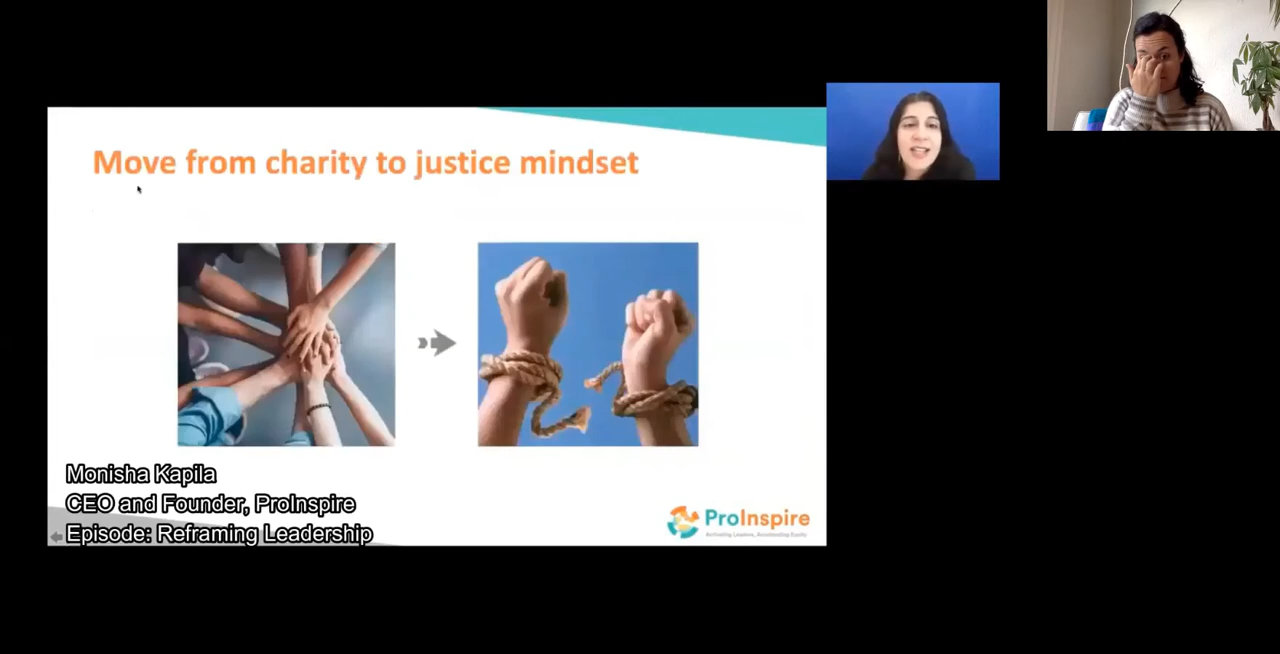 Move from charity to justice mindset
Monisha Kapila
CEO and Founder, ProInspire
Episode: Reframing Leadership
ProInspire
Activating Leaders, Accelerating Equity